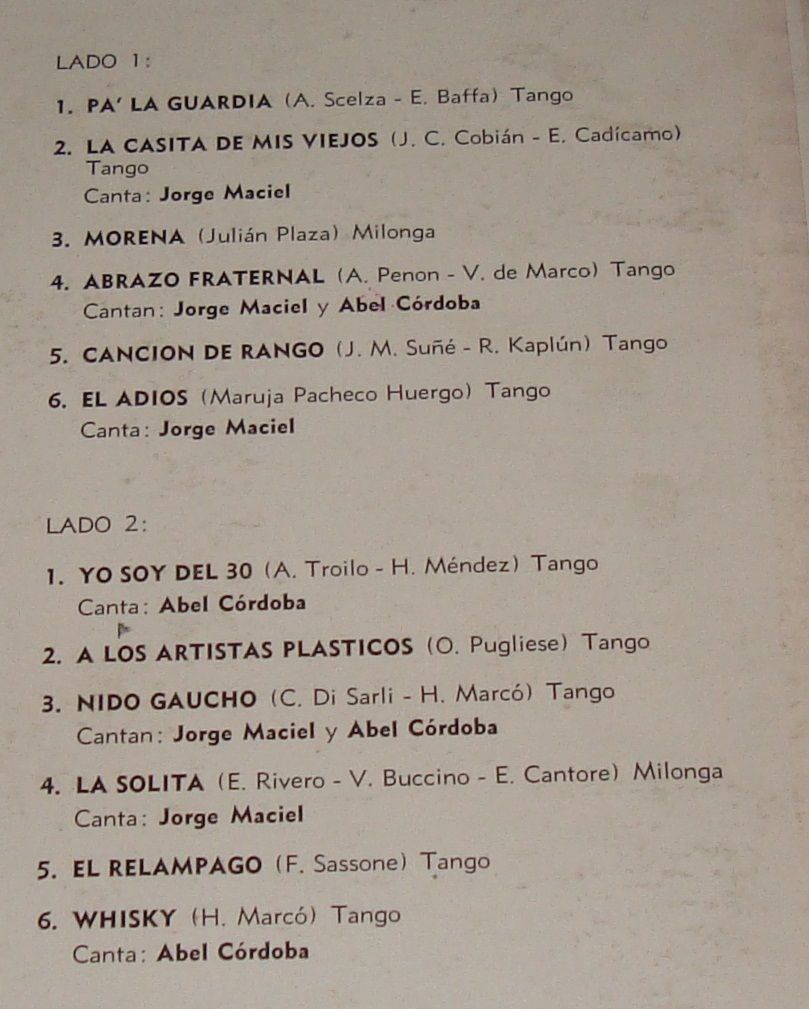 LADO 1:
1. PA' LA GUARDIA (A. Scelza - E. Baffa) Tango
2. LA CASITA DE MIS VIEJOS (J. C. Cobián - E. Cadícamo)
Tango
Canta: Jorge Maciel
3. MORENA (Julián Plaza) Milonga
4. ABRAZO FRATERNAL (A. Penon - V. de Marco) Tango
Cantan: Jorge Maciel y Abel Córdoba
5. CANCION DE RANGO (J. M. Suñé - R. Kaplún) Tango
6. EL ADIOS (Maruja Pacheco Huergo) Tango
Canta: Jorge Maciel
LADO 2:
1. YO SOY DEL 30 (A. Troilo - H. Méndez) Tango
Canta: Abel Córdoba
2. A LOS ARTISTAS PLASTICOS (O. Pugliese) Tango
3. NIDO GAUCHO (C. Di Sarli - H. Marcó) Tango
Cantan: Jorge Maciel y Abel Córdoba
4. LA SOLITA (E. Rivero - V. Buccino - E. Cantore) Milonga
Canta: Jorge Maciel
5. EL RELAMPAGO (F. Sassone) Tango
6. WHISKY (H. Marcó) Tango
Canta: Abel Córdoba